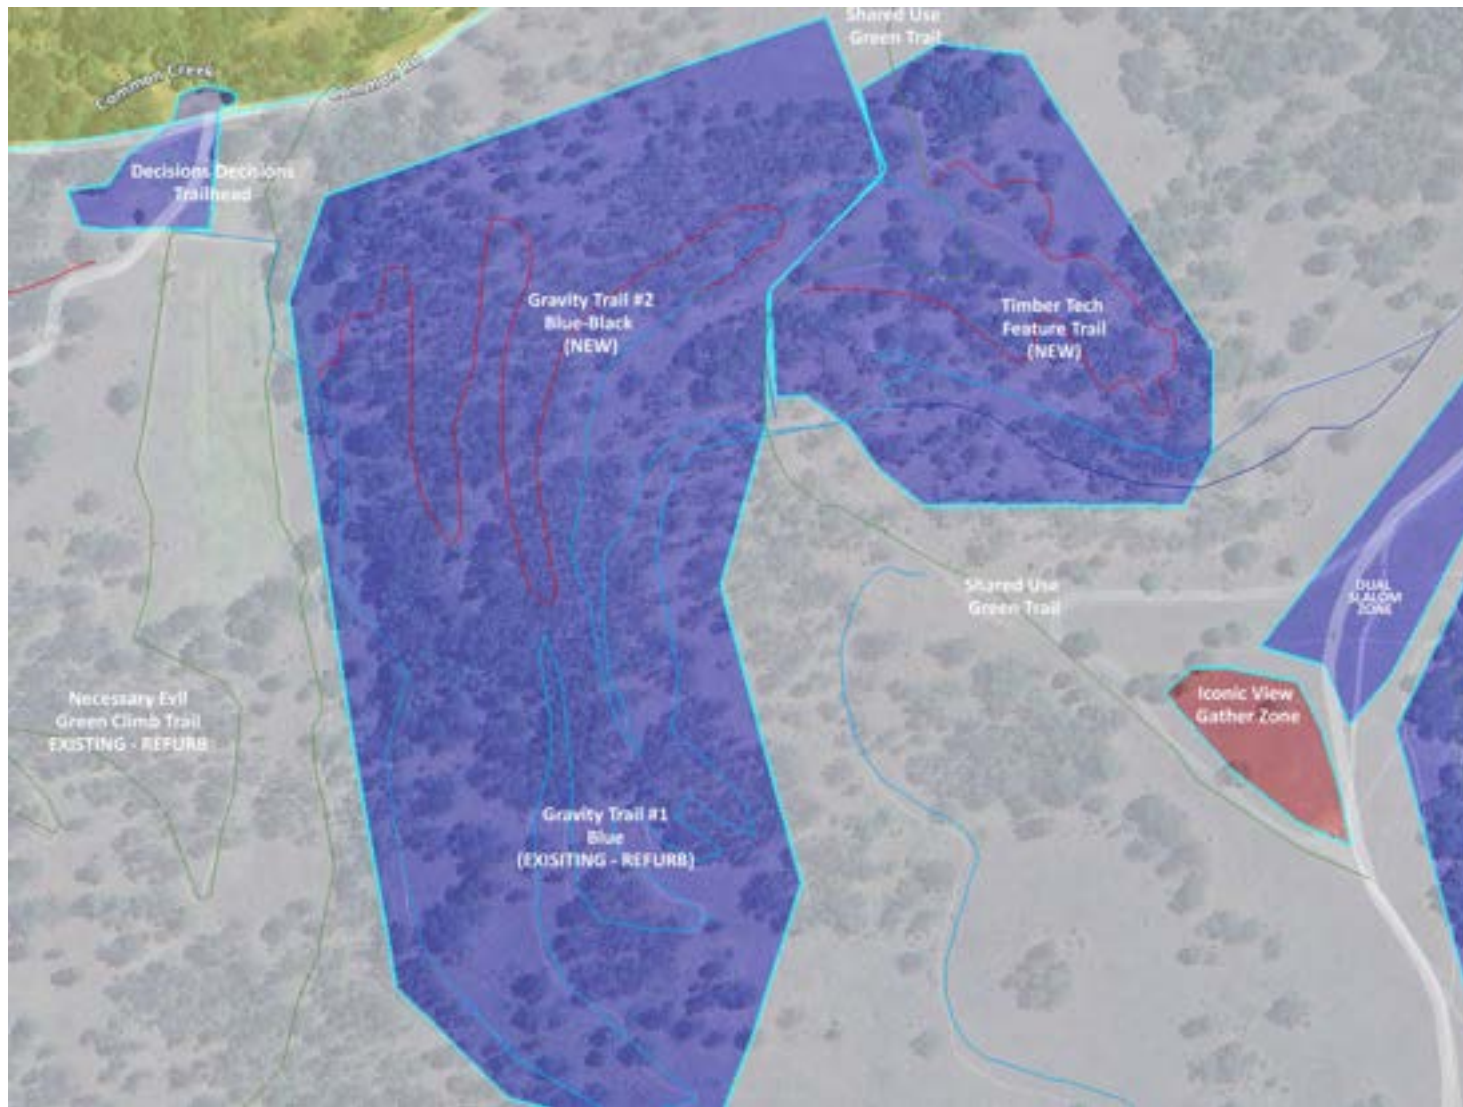 Shared Use
Green Trail
Common Creek
Decisions Decisions
Trailhead
Gravity Trail #2
Blue-Black
(NEW)
Timber Tech
Feature Trail
(NEW)
Shared Use
Green Trail
DUAL
SLALOM
ZONE
Necessary Evil
Green Climb Trail
EXISTING - REFURB
Iconic View
Gather Zone
Gravity Trail #1
Blue
(EXISITING - REFURB)